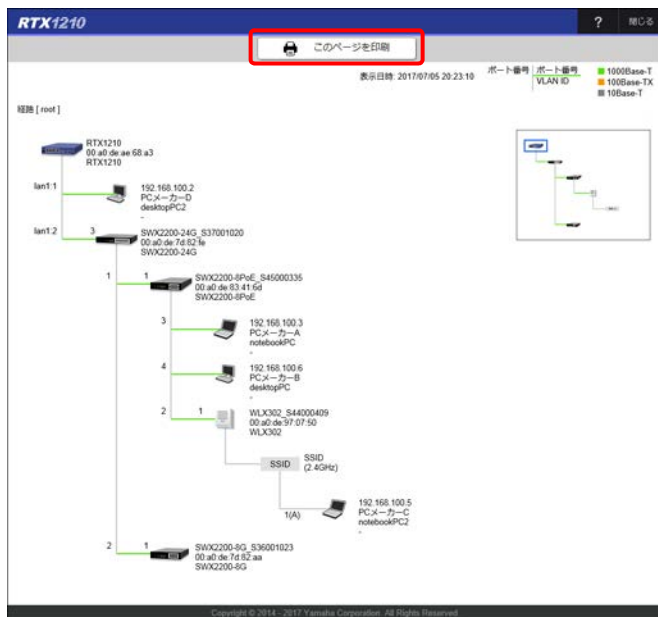 RTX1210
?
閉じる
このページを印刷
表示日時: 2017/07/05 20:23:10
ポート番号
ポート番号
VLAN ID
1000Base-T
100Base-TX
10Base-T
経路 [ root ]
RTX1210
00:a0:de:ae:68:a3
RTX1210
lan1:1
192.168.100.2
PCメーカーD
desktopPC2
-
lan1:2
3
SWX2200-24G_S37001020
00:a0:de:7d:82:fe
SWX2200-24G
1
1
SWX2200-8PoE_S45000335
00:a0:de:83:41:6d
SWX2200-8PoE
3
192.168.100.3
PCメーカーA
notebookPC
-
4
192.168.100.6
PCメーカーB
desktopPC
-
2
1
WLX302_S44000409
00:a0:de:97:07:50
WLX302
SSID
SSID
(2.4GHz)
1(A)
192.168.100.5
PCメーカーC
notebookPC2
-
2
1
SWX2200-8G_S36001023
00:a0:de:7d:82:aa
SWX2200-8G
Copyright © 2014 - 2017 Yamaha Corporation. All Rights Reserved.